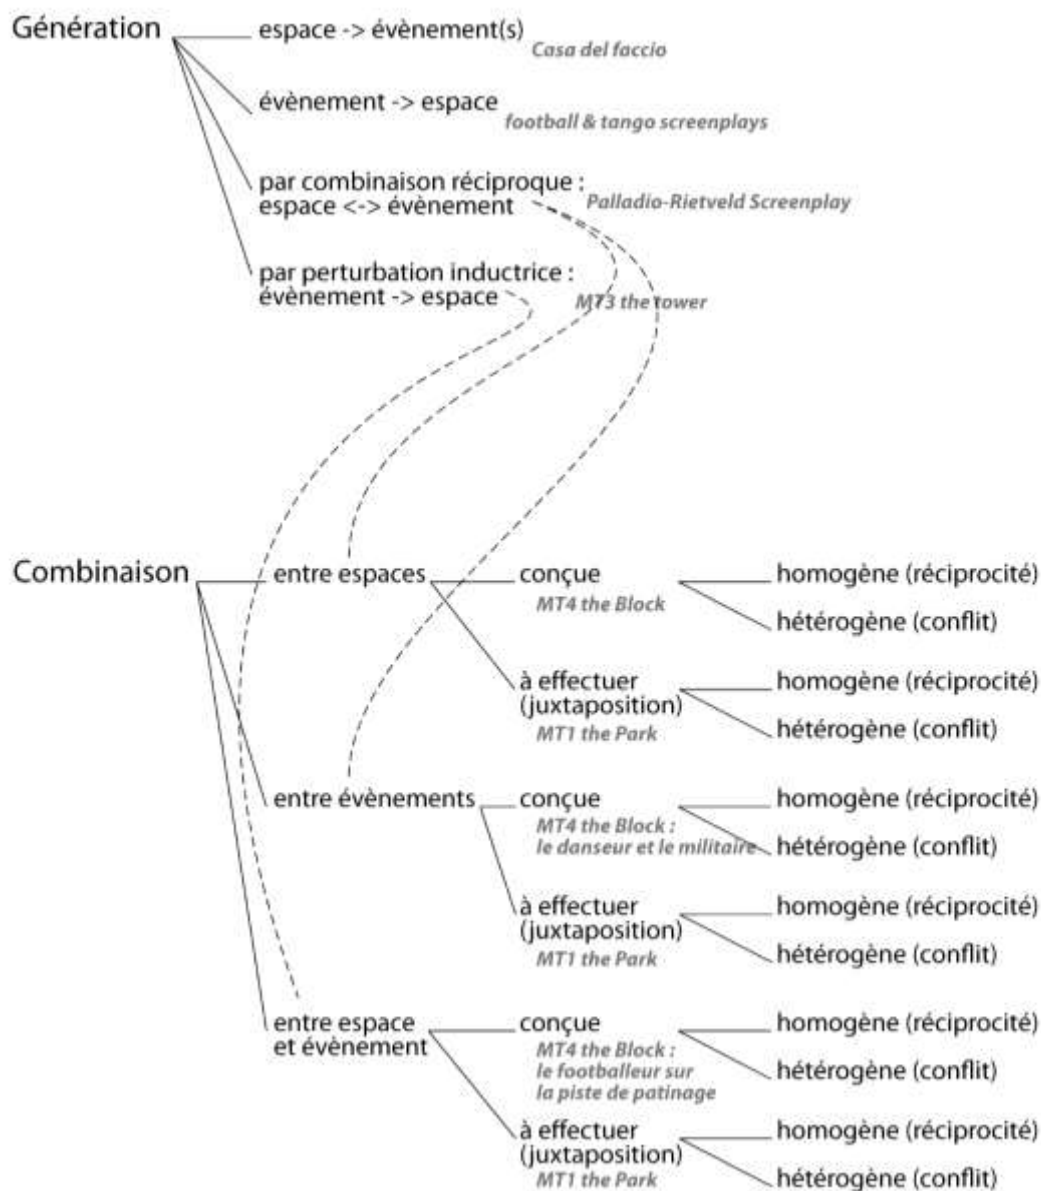 Génération
espace -> évènement(s)
Casa del faccio
évènement -> espace
football & tango screenplays
par combinaison réciproque :
espace <-> évènement
Palladio-Rietveld Screenplay
par perturbation inductrice :
évènement -> espace
MT3 the tower
Combinaison
entre espaces
conçue
MT4 the Block
homogène (réciprocité)
hétérogène (conflit)
à effectuer
(juxtaposition)
MT1 the Park
homogène (réciprocité)
hétérogène (conflit)
entre évènements
conçue
MT4 the Block :
le danseur et le militaire
homogène (réciprocité)
hétérogène (conflit)
à effectuer
(juxtaposition)
MT1 the Park
homogène (réciprocité)
hétérogène (conflit)
entre espace
et évènement
conçue
MT4 the Block :
le footballeur sur
la piste de patinage
homogène (réciprocité)
hétérogène (conflit)
à effectuer
(juxtaposition)
MT1 the Park
homogène (réciprocité)
hétérogène (conflit)